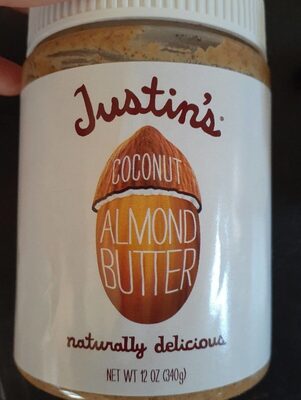 Justin's®
COCONUT
ALMOND
BUTTER
naturally delicious
NET WT 12 OZ (340g)